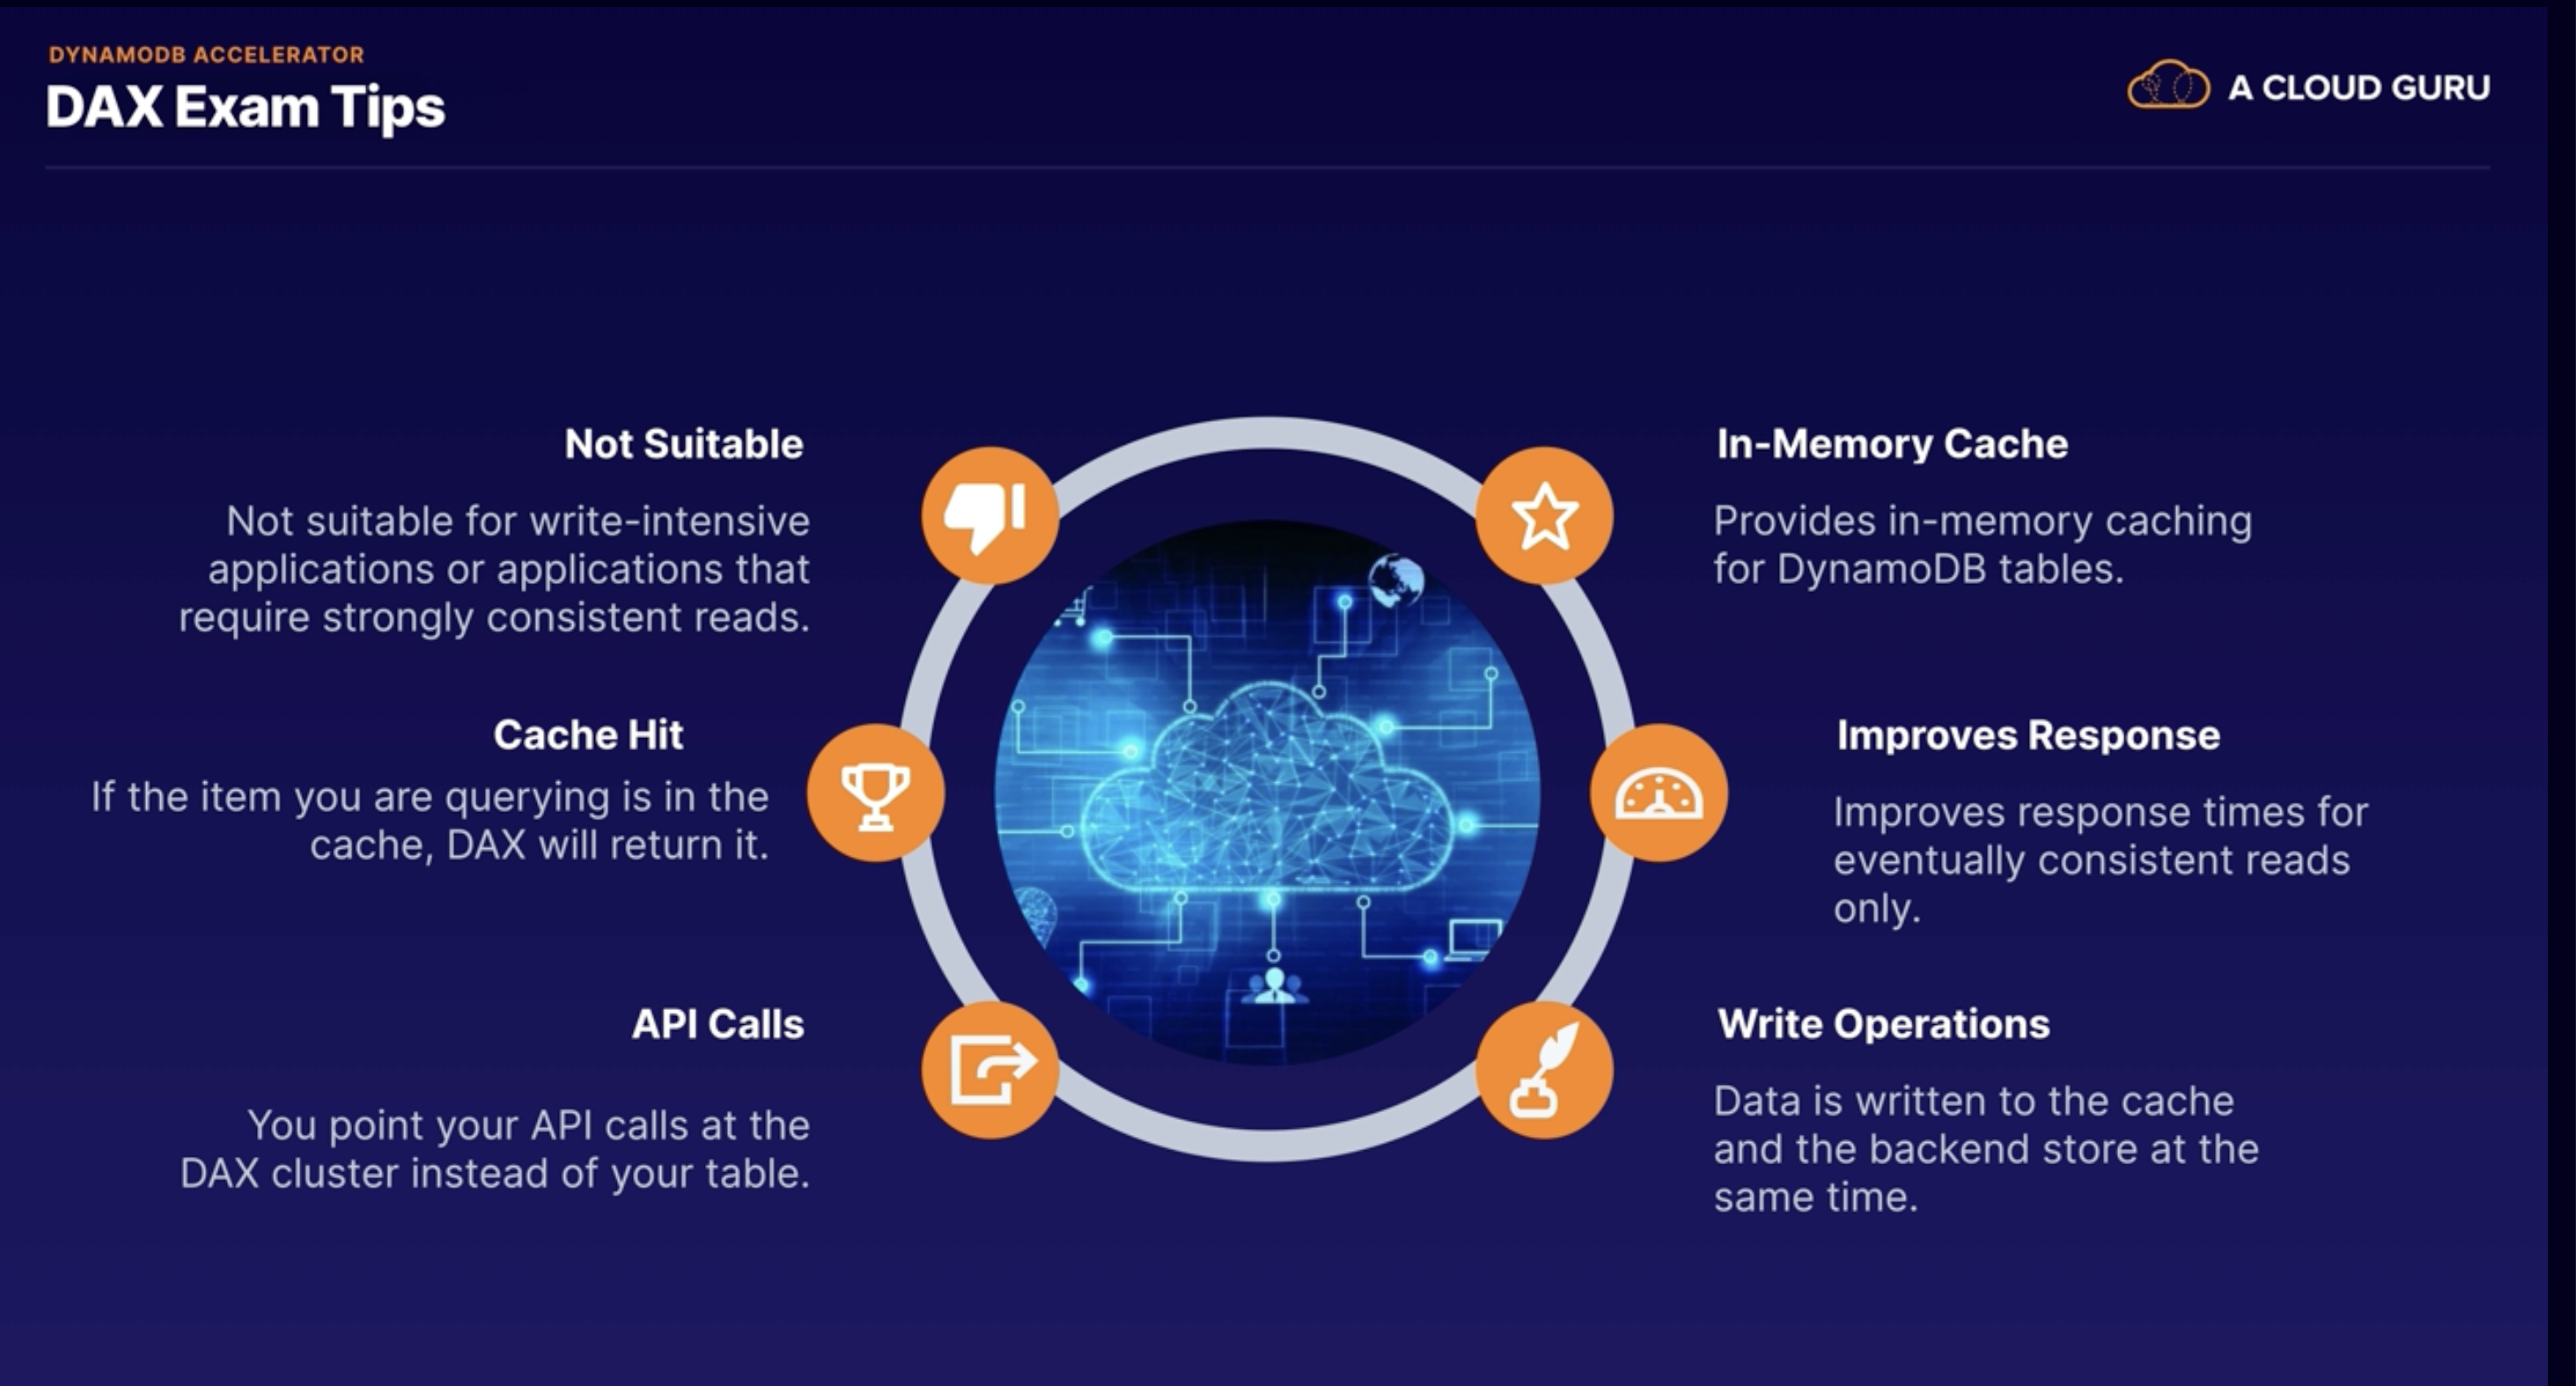 DYNAMODB ACCELERATOR
DAX Exam Tips
A CLOUD GURU
Not Suitable
Not suitable for write-intensive
applications or applications that
require strongly consistent reads.
Cache Hit
If the item you are querying is in the
cache, DAX will return it.
API Calls
You point your API calls at the
DAX cluster instead of your table.
In-Memory Cache
Provides in-memory caching
for DynamoDB tables.
Improves Response
Improves response times for
eventually consistent reads
only.
Write Operations
Data is written to the cache
and the backend store at the
same time.